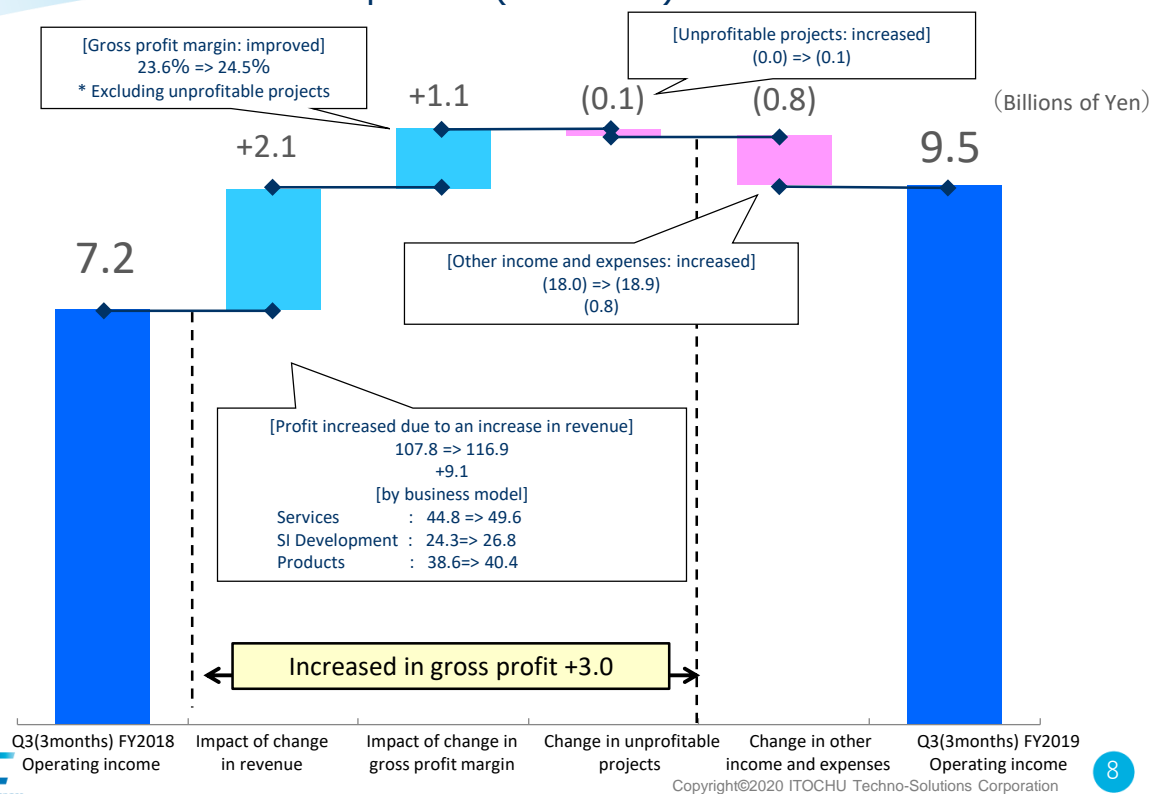 [Gross profit margin: improved]
23.6% => 24.5%
* Excluding unprofitable projects
[Unprofitable projects: increased]
(0.0) => (0.1)
(Billions of Yen)
7.2
+2.1
+1.1
(0.1)
(0.8)
9.5
[Other income and expenses: increased]
(18.0) => (18.9)
(0.8)
[Profit increased due to an increase in revenue]
107.8 => 116.9
+9.1
[by business model]
Services : 44.8 => 49.6
SI Development : 24.3=> 26.8
Products : 38.6=> 40.4
Increased in gross profit +3.0
Q3(3months) FY2018
Operating income
Impact of change
in revenue
Impact of change in
gross profit margin
Change in unprofitable
projects
Change in other
income and expenses
Q3(3months) FY2019
Operating income
Copyright©2020 ITOCHU Techno-Solutions Corporation
8